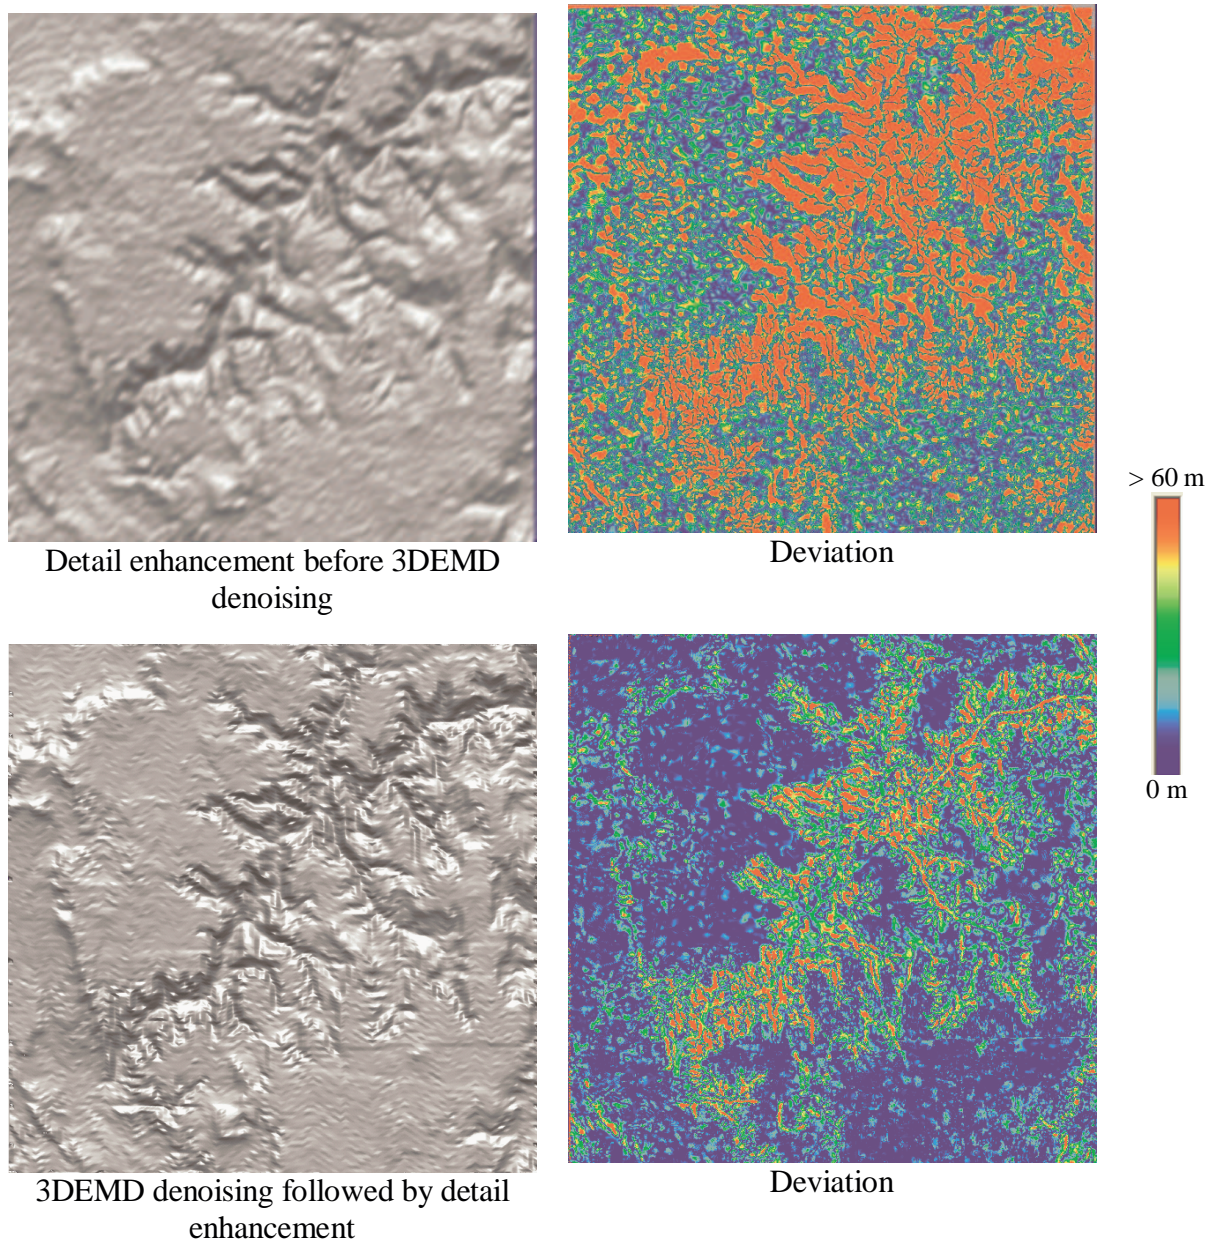 Detail enhancement before 3DEMD
denoising
Deviation
> 60 m
0 m
3DEMD denoising followed by detail
enhancement
Deviation